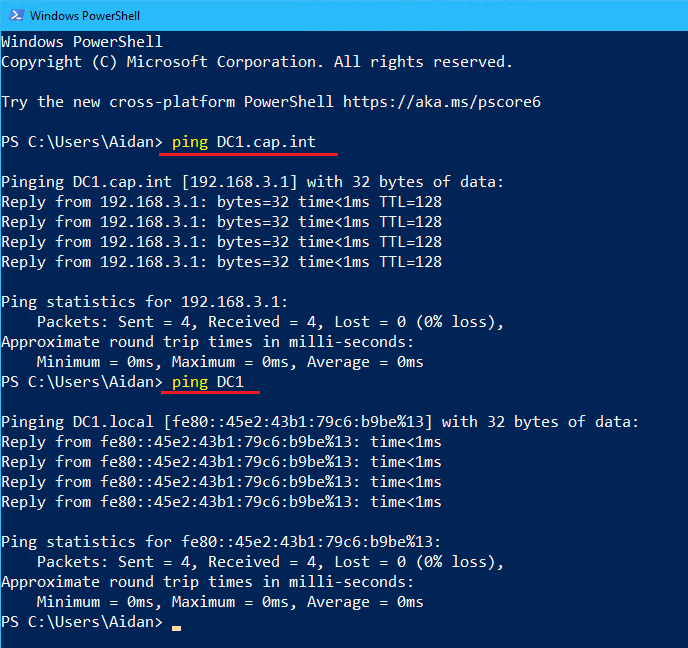 Windows PowerShell
Windows PowerShell
Copyright (C) Microsoft Corporation. All rights reserved.
Try the new cross-platform PowerShell https://aka.ms/pscore6
PS C:\Users\Aidan> ping DC1.cap.int
Pinging DC1.cap.int [192.168.3.1] with 32 bytes of data:
Reply from 192.168.3.1: bytes=32 time<1ms TTL=128
Reply from 192.168.3.1: bytes=32 time<1ms TTL=128
Reply from 192.168.3.1: bytes=32 time<1ms TTL=128
Reply from 192.168.3.1: bytes=32 time<1ms TTL=128
Ping statistics for 192.168.3.1:
    Packets: Sent = 4, Received = 4, Lost = 0 (0% loss),
Approximate round trip times in milli-seconds:
    Minimum = 0ms, Maximum = 0ms, Average = 0ms
PS C:\Users\Aidan> ping DC1
Pinging DC1.local [fe80::45e2:43b1:79c6:b9be%13] with 32 bytes of data:
Reply from fe80::45e2:43b1:79c6:b9be%13: time<1ms
Reply from fe80::45e2:43b1:79c6:b9be%13: time<1ms
Reply from fe80::45e2:43b1:79c6:b9be%13: time<1ms
Reply from fe80::45e2:43b1:79c6:b9be%13: time<1ms
Ping statistics for fe80::45e2:43b1:79c6:b9be%13:
    Packets: Sent = 4, Received = 4, Lost = 0 (0% loss),
Approximate round trip times in milli-seconds:
    Minimum = 0ms, Maximum = 0ms, Average = 0ms
PS C:\Users\Aidan>